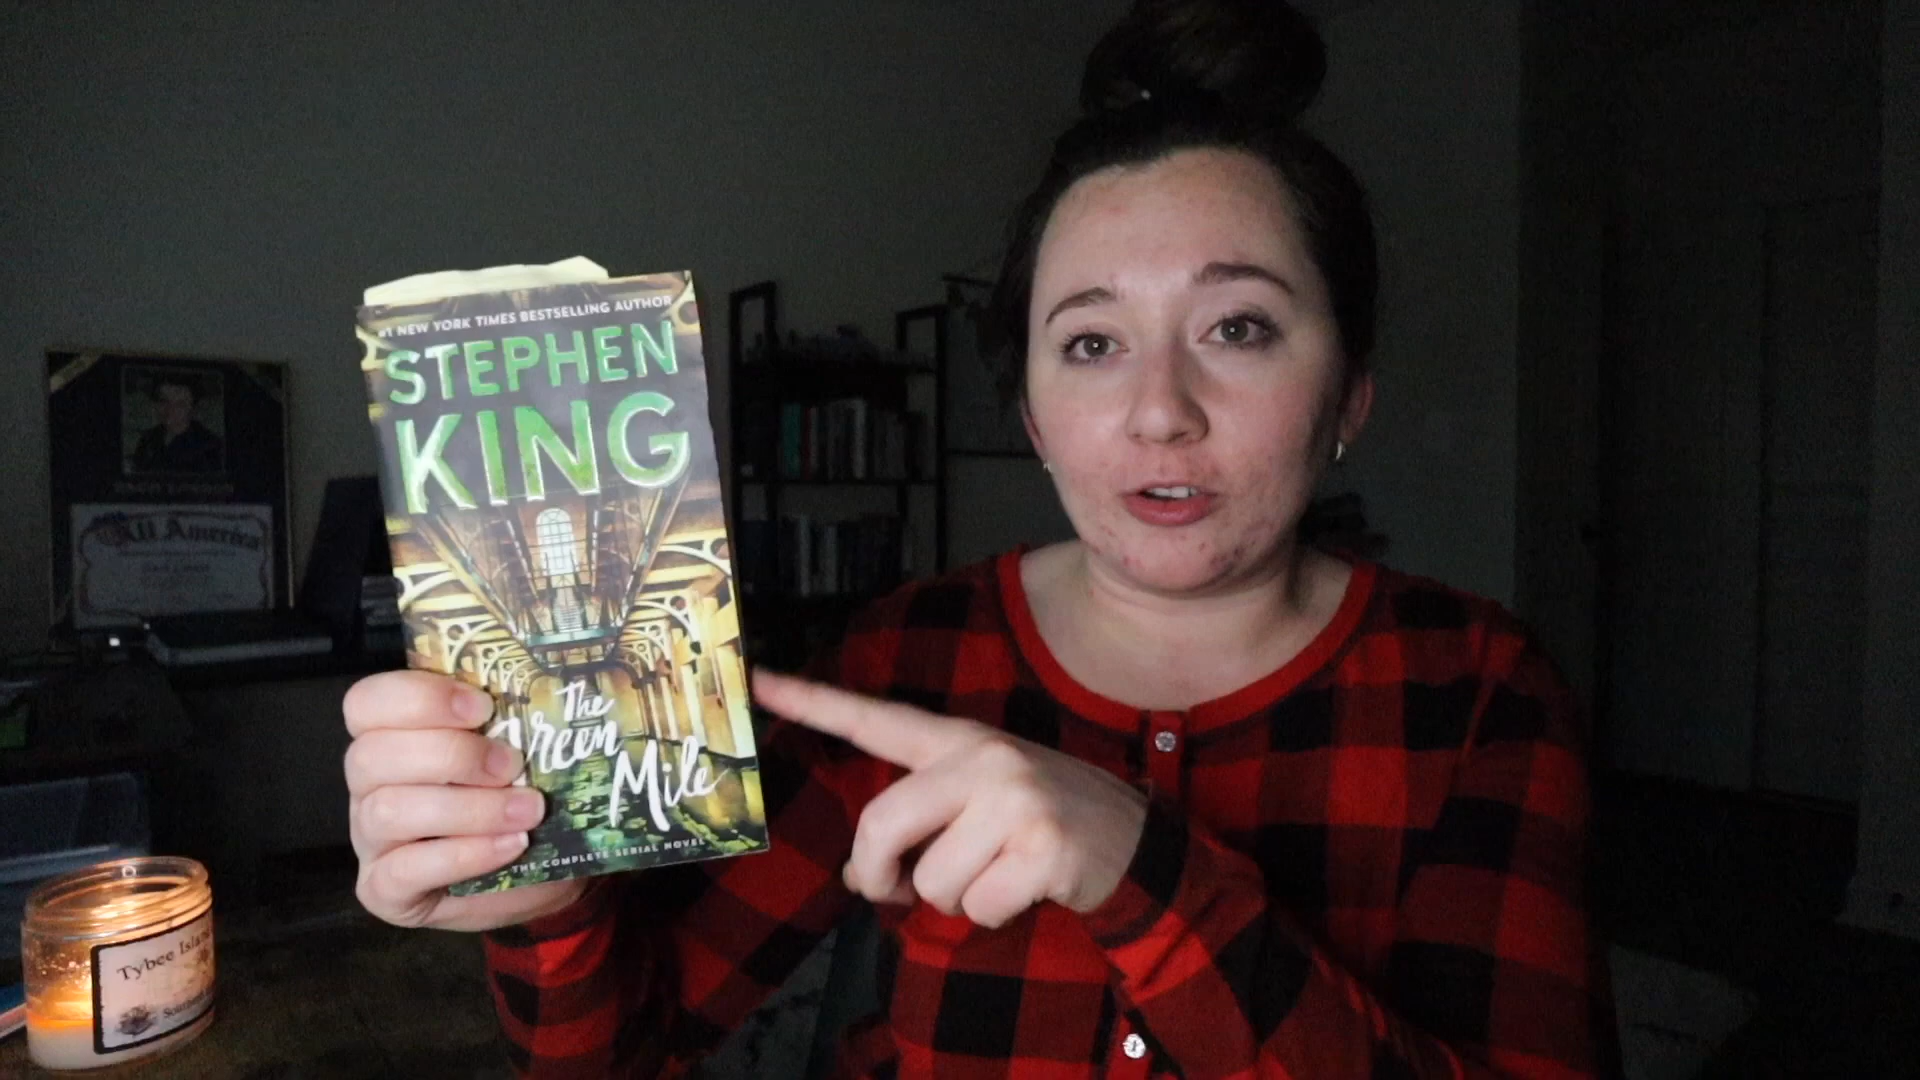 #1 NEW YORK TIMES BESTSELLING AUTHOR
STEPHEN
KING
The
Green
Mile
THE COMPLETE SERIAL NOVEL
All America
Tybee Island